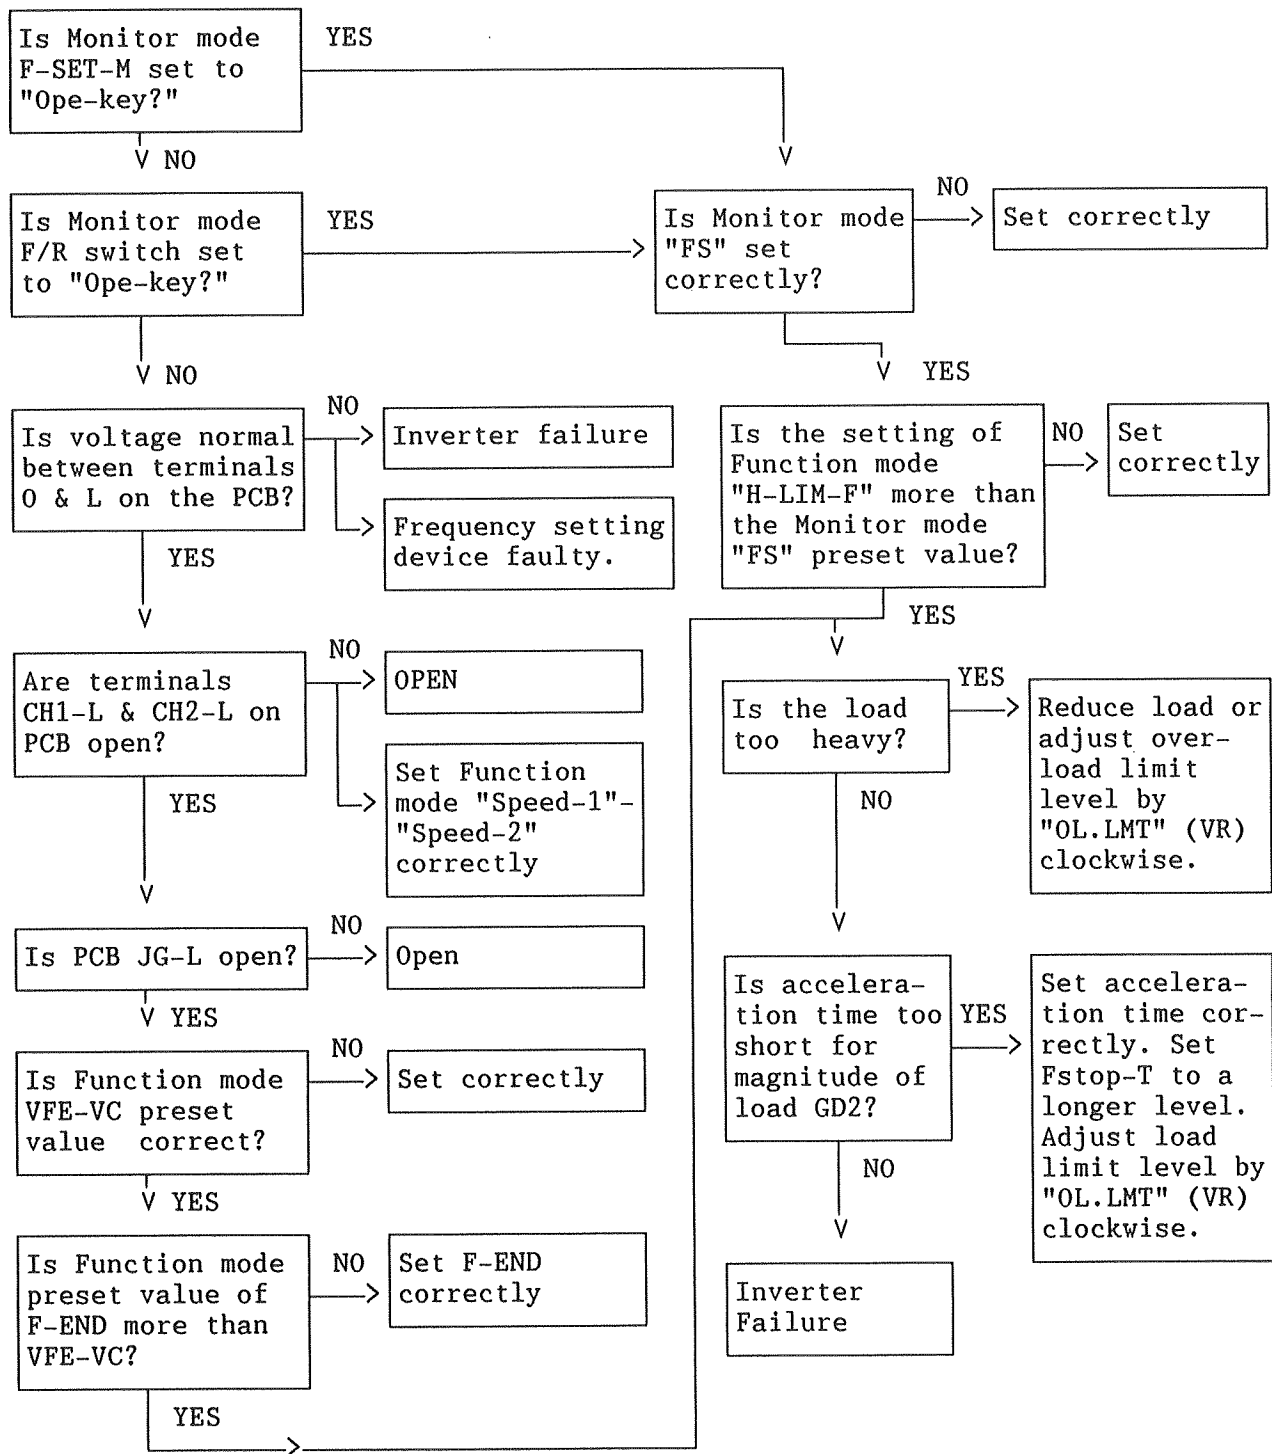 Is Monitor mode
F-SET-M set to
"Ope-key?"
YES
NO
Is Monitor mode
F/R switch set
to "Ope-key?"
YES
Is Monitor mode
"FS" set
correctly?
NO
Set correctly
NO
YES
Is voltage normal
between terminals
O & L on the PCB?
NO
Inverter failure
Frequency setting
device faulty.
YES
Is the setting of
Function mode
"H-LIM-F" more than
the Monitor mode
"FS" preset value?
NO
Set
correctly
YES
Are terminals
CH1-L & CH2-L on
PCB open?
NO
OPEN
Set Function
mode "Speed-1"-
"Speed-2"
correctly
YES
Is the load
too heavy?
YES
Reduce load or
adjust over-
load limit
level by
"OL.LMT" (VR)
clockwise.
NO
Is PCB JG-L open?
NO
Open
YES
Is accelera-
tion time too
short for
magnitude of
load GD2?
YES
Set accelera-
tion time cor-
rectly. Set
Fstop-T to a
longer level.
Adjust load
limit level by
"OL.LMT" (VR)
clockwise.
NO
Is Function mode
VFE-VC preset
value correct?
NO
Set correctly
YES
Is Function mode
preset value of
F-END more than
VFE-VC?
NO
Set F-END
correctly
Inverter
Failure
YES